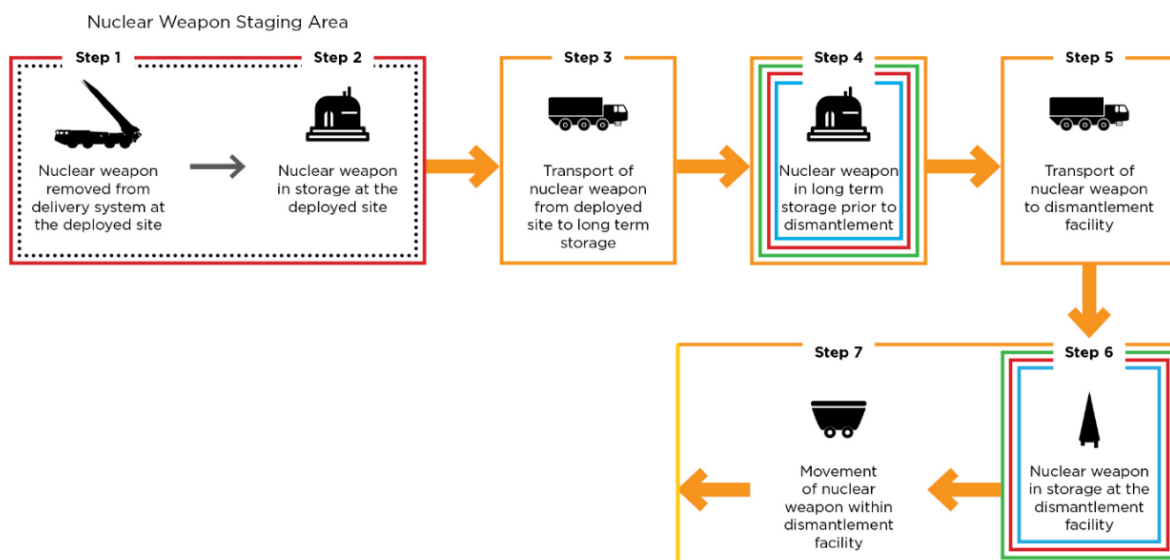 Nuclear Weapon Staging Area
Step 1
Nuclear weapon
removed from
delivery system at
the deployed site
Step 2
Nuclear weapon
in storage at the
deployed site
Step 3
Transport of
nuclear weapon
from deployed
site to long term
storage
Step 4
Nuclear weapon
in long term
storage prior to
dismantlement
Step 5
Transport of
nuclear weapon
to dismantlement
facility
Step 6
Nuclear weapon
in storage at the
dismantlement
facility
Step 7
Movement
of nuclear
weapon within
dismantlement
facility